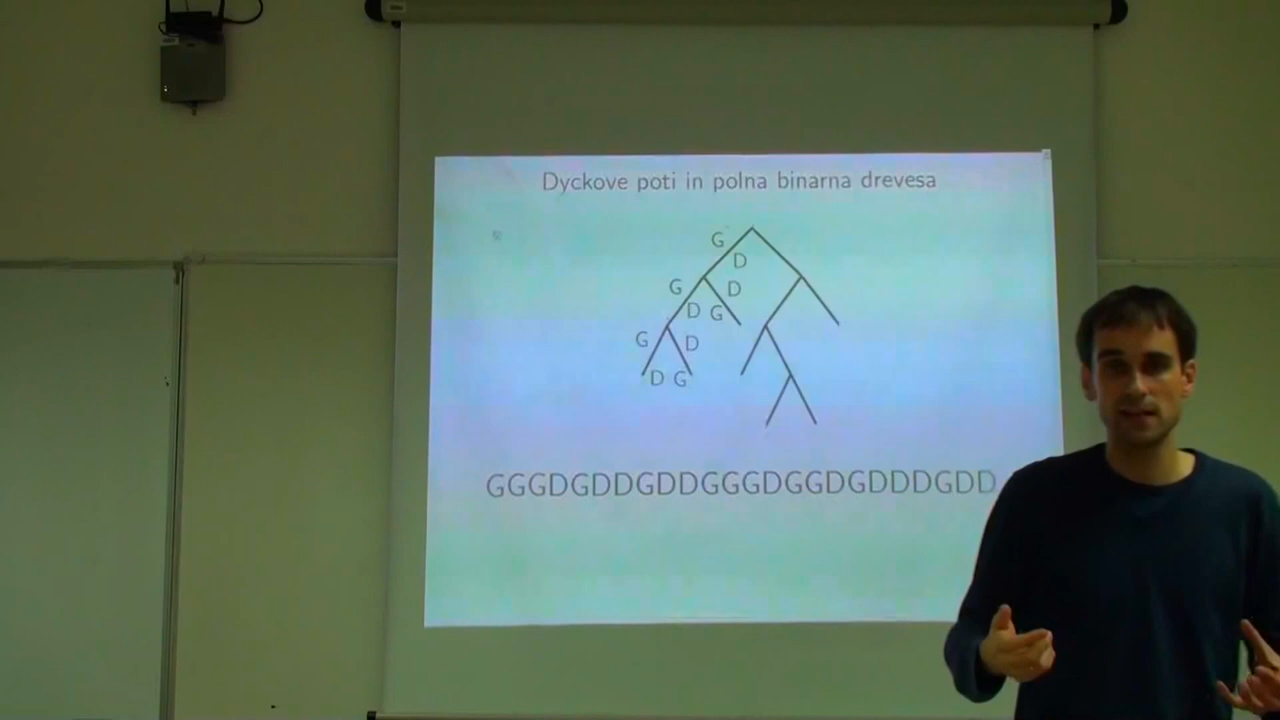 Dyckove poti in polna binarna drevesa
G
D
G D
D G
G D
D G
GGGDGDDGDDGGGDGGDGDDDGDD